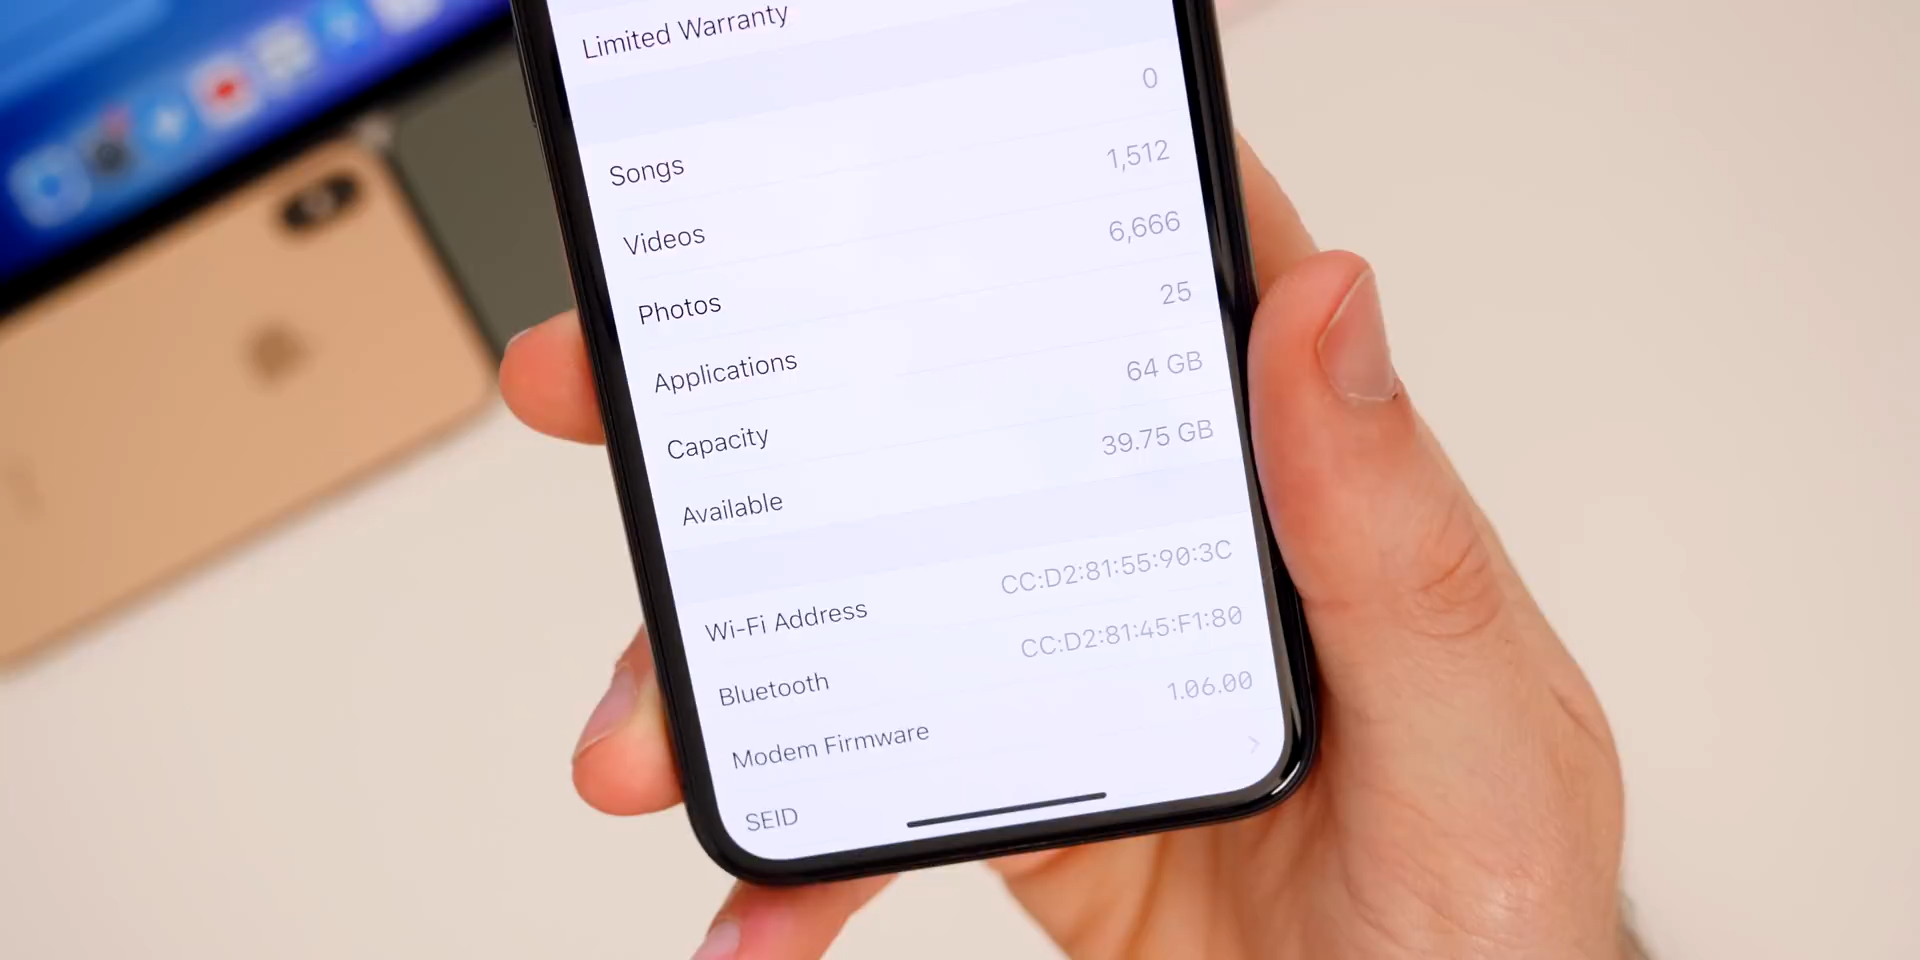 Limited Warranty
Songs 0
Videos 1,512
Photos 6,666
Applications 25
Capacity 64 GB
Available 39.75 GB
Wi-Fi Address CC:D2:81:55:90:3C
Bluetooth CC:D2:81:45:F1:80
Modem Firmware 1.06.00
SEID